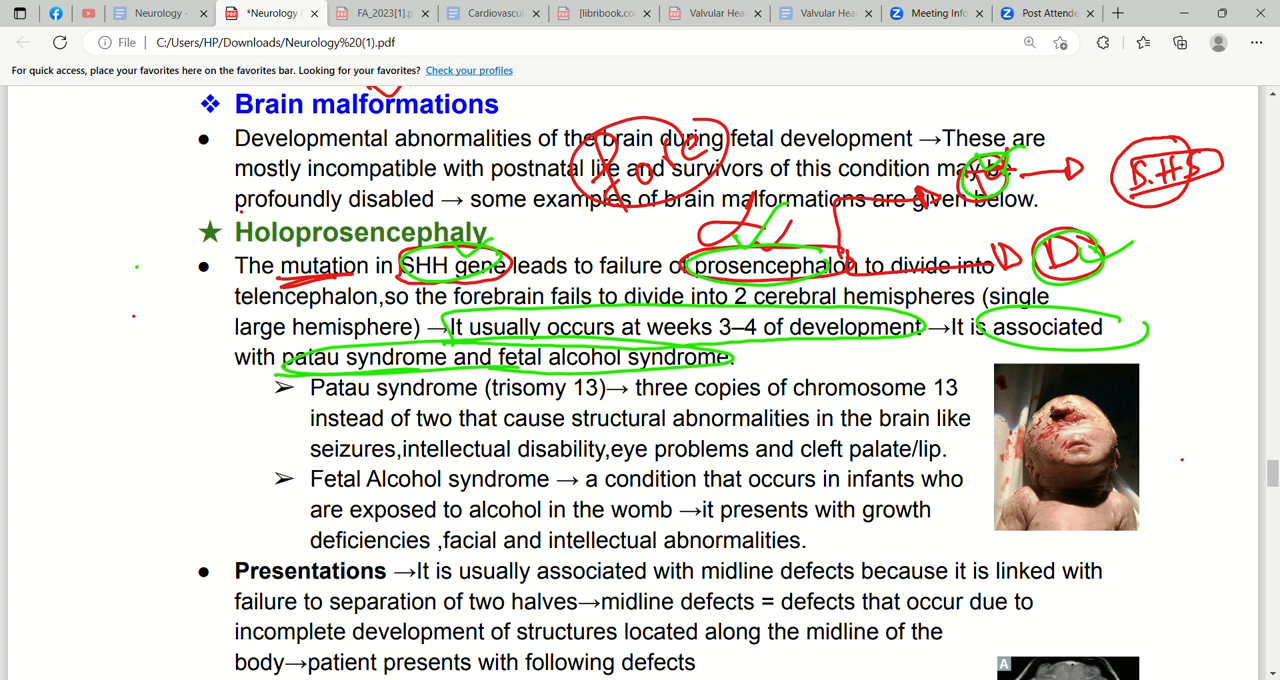 Neurology -
*Neurology (
FA_2023[1].p
Cardiovascul
[libribook.co
Valvular Hea
Valvular Hea
Meeting Info
Post Attende
File C:/Users/HP/Downloads/Neurology%20(1).pdf
For quick access, place your favorites here on the favorites bar. Looking for your favorites? Check your profiles
❖ Brain malformations
● Developmental abnormalities of the brain during fetal development →These are
mostly incompatible with postnatal life and survivors of this condition may be
profoundly disabled → some examples of brain malformations are given below.
★ Holoprosencephaly
● The mutation in SHH gene leads to failure of prosencephalon to divide into
telencephalon,so the forebrain fails to divide into 2 cerebral hemispheres (single
large hemisphere) →It usually occurs at weeks 3–4 of development →It is associated
with patau syndrome and fetal alcohol syndrome.
➢ Patau syndrome (trisomy 13)→ three copies of chromosome 13
instead of two that cause structural abnormalities in the brain like
seizures,intellectual disability,eye problems and cleft palate/lip.
➢ Fetal Alcohol syndrome → a condition that occurs in infants who
are exposed to alcohol in the womb →it presents with growth
deficiencies ,facial and intellectual abnormalities.
● Presentations →It is usually associated with midline defects because it is linked with
failure to separation of two halves→midline defects = defects that occur due to
incomplete development of structures located along the midline of the
body→patient presents with following defects
A